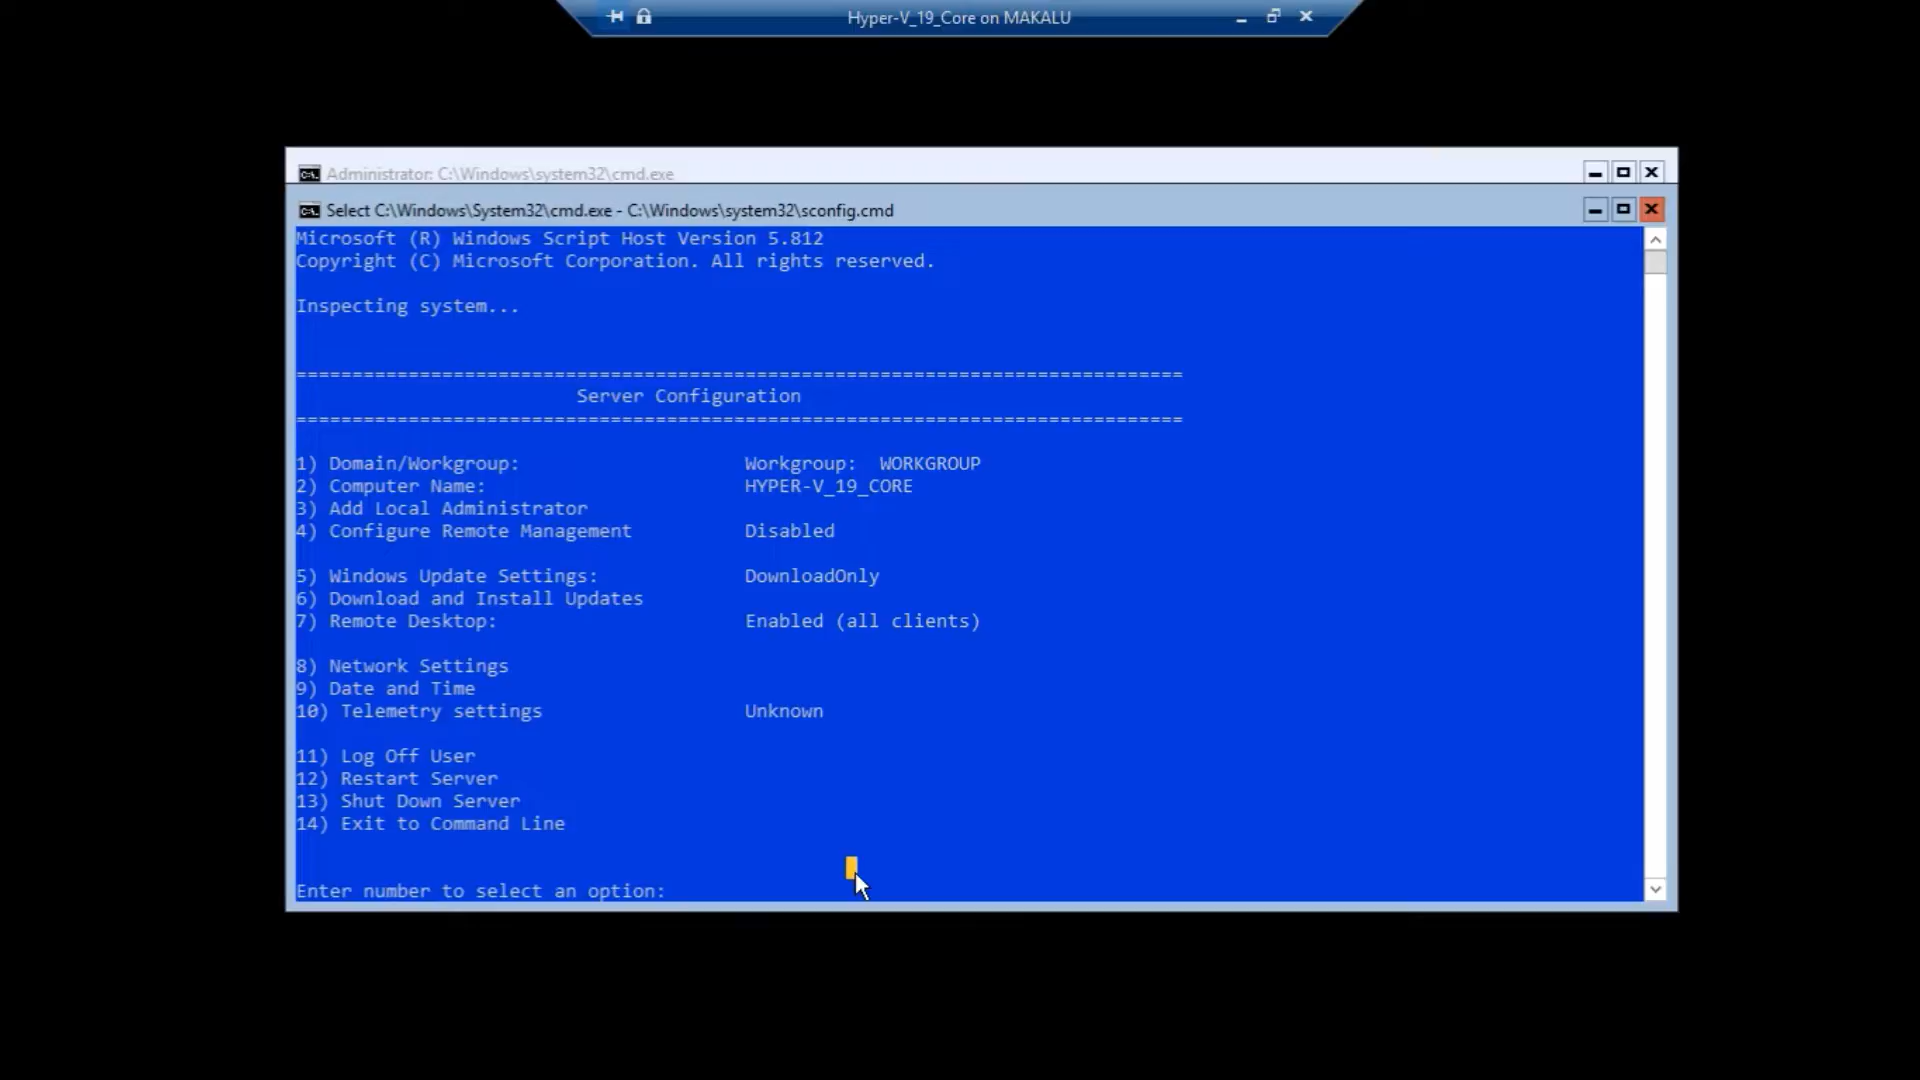 Hyper-V_19_Core on MAKALU
Administrator: C:\Windows\system32\cmd.exe
Select C:\Windows\System32\cmd.exe - C:\Windows\system32\sconfig.cmd
Microsoft (R) Windows Script Host Version 5.812
Copyright (C) Microsoft Corporation. All rights reserved.
Inspecting system...
===============================================================================
Server Configuration
===============================================================================
1) Domain/Workgroup: Workgroup: WORKGROUP
2) Computer Name: HYPER-V_19_CORE
3) Add Local Administrator
4) Configure Remote Management Disabled
5) Windows Update Settings: DownloadOnly
6) Download and Install Updates
7) Remote Desktop: Enabled (all clients)
8) Network Settings
9) Date and Time
10) Telemetry settings Unknown
11) Log Off User
12) Restart Server
13) Shut Down Server
14) Exit to Command Line
Enter number to select an option: